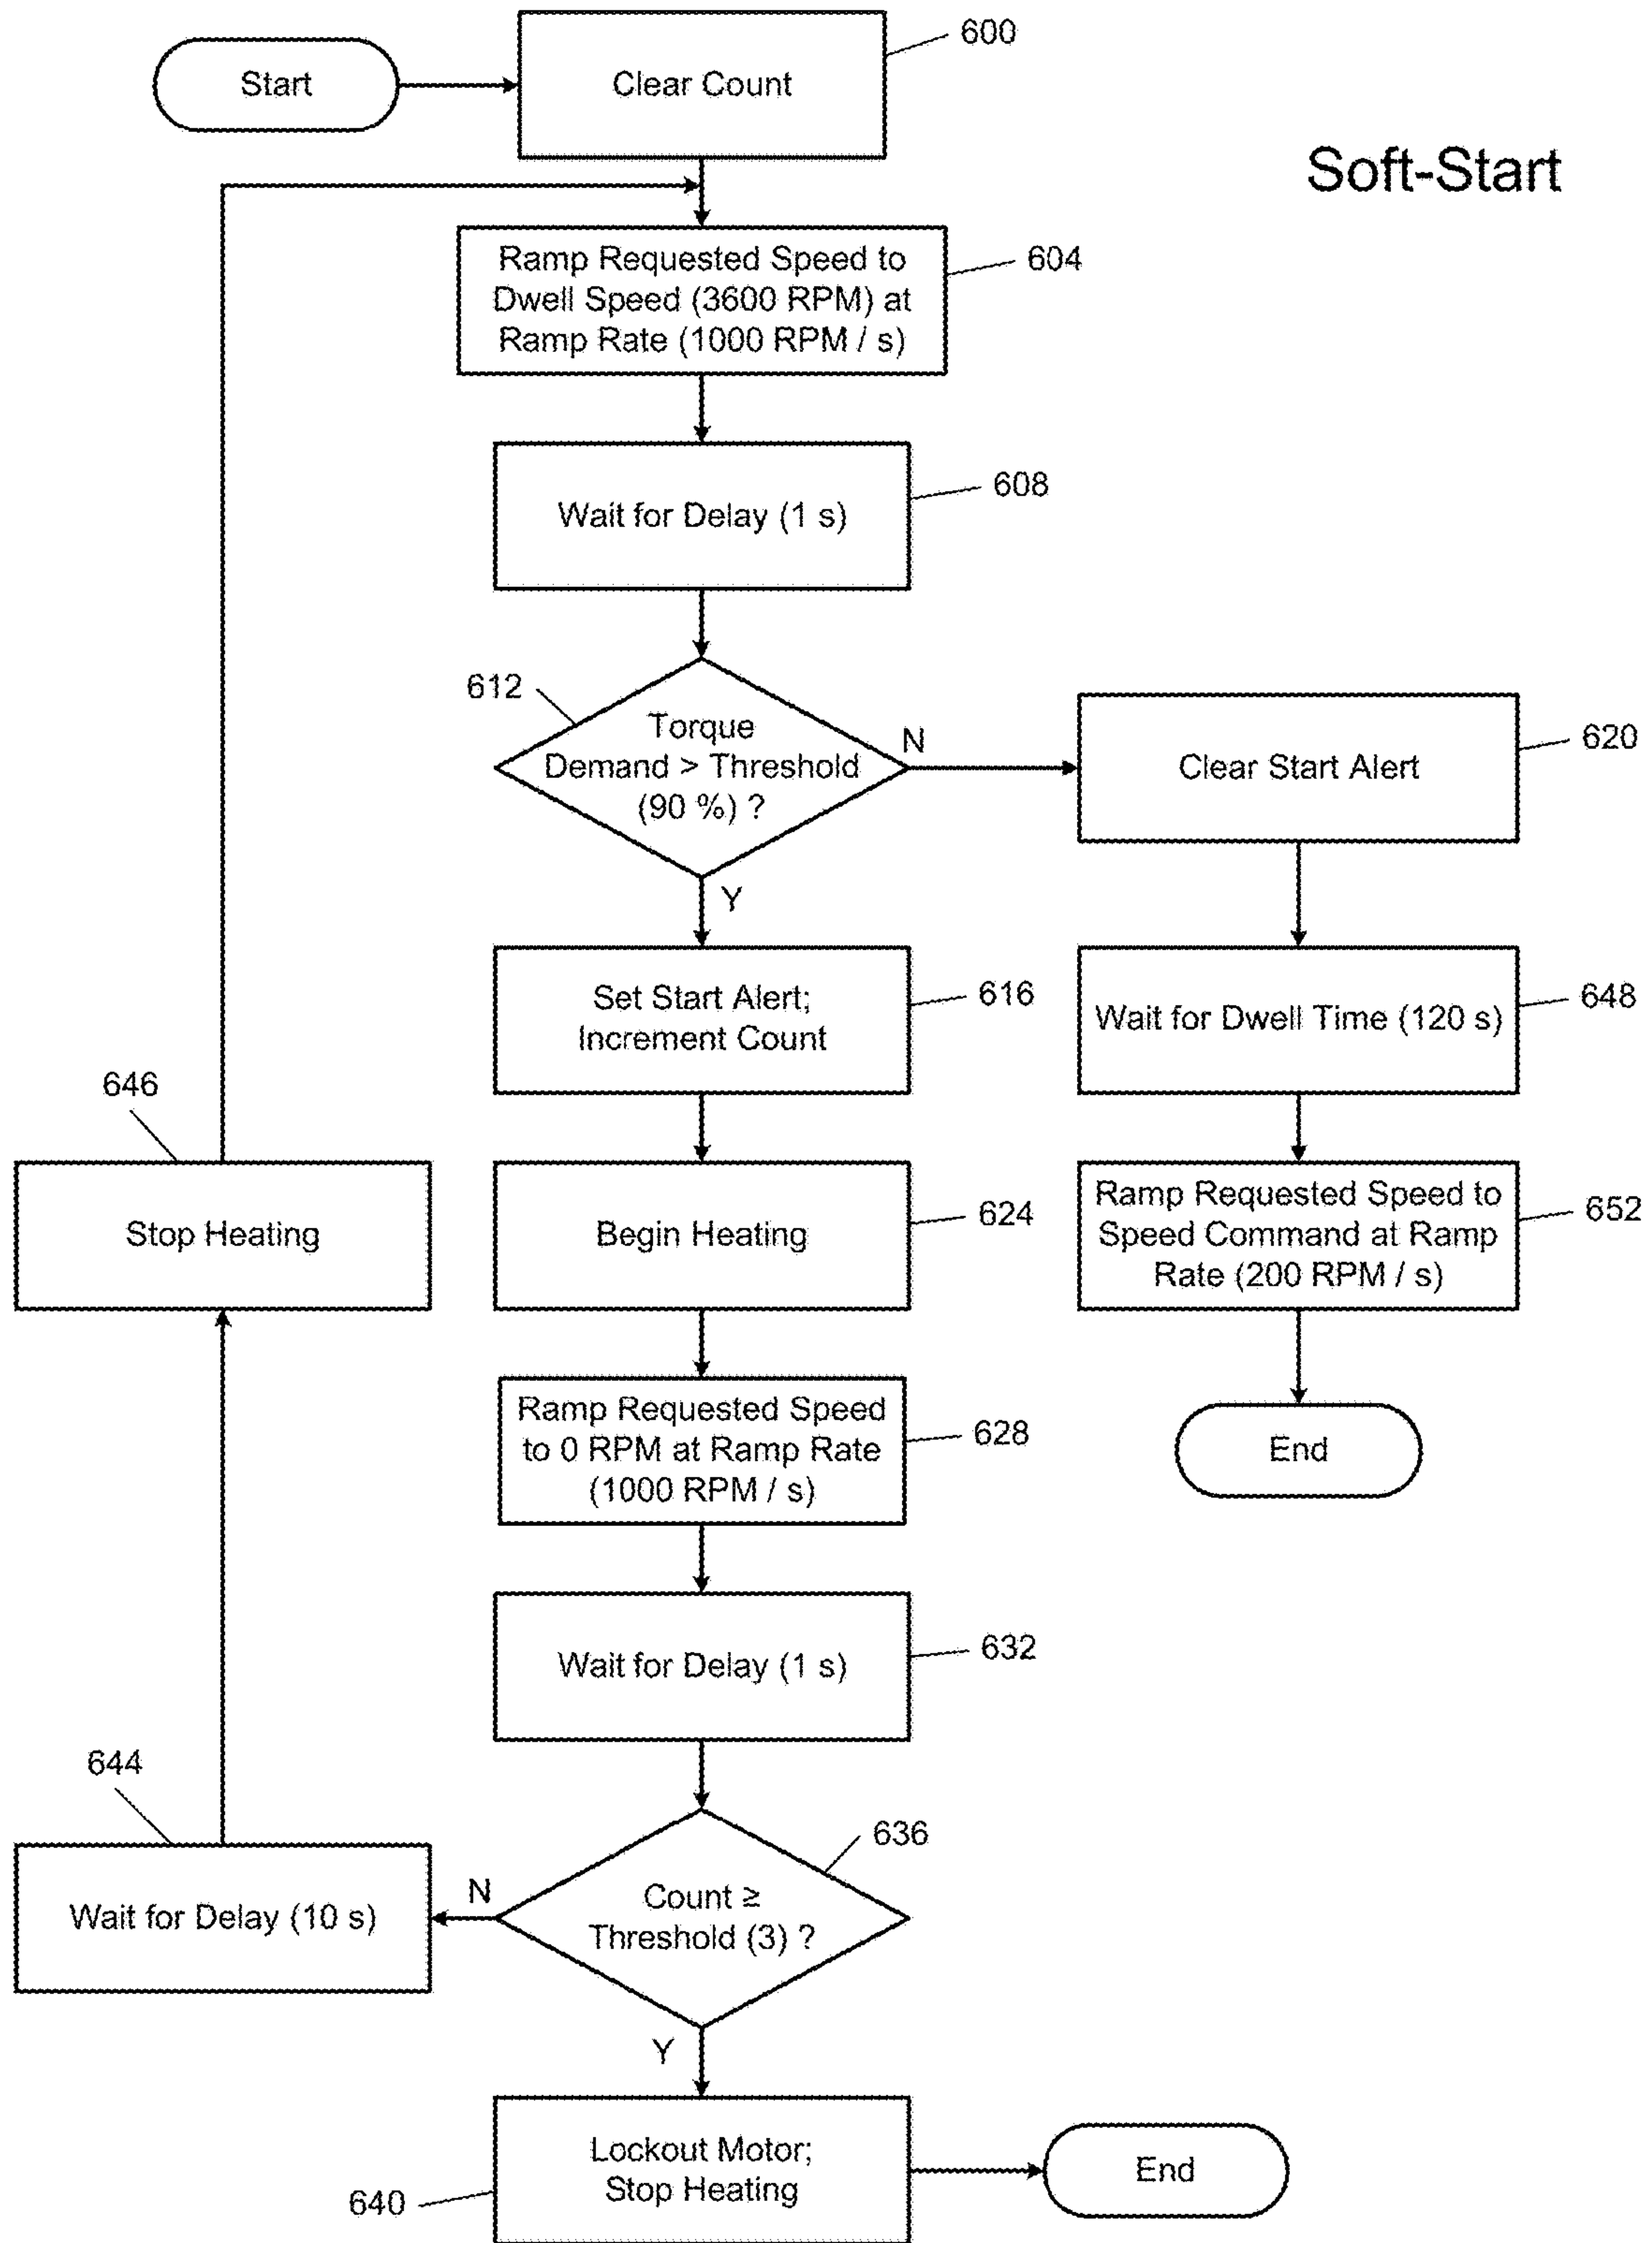 Start
Clear Count
600
Soft-Start
Ramp Requested Speed to
Dwell Speed (3600 RPM) at
Ramp Rate (1000 RPM / s)
604
Wait for Delay (1 s)
608
612
Torque
Demand > Threshold
(90 %) ?
N
Y
Clear Start Alert
620
Set Start Alert;
Increment Count
616
Wait for Dwell Time (120 s)
648
646
Stop Heating
Begin Heating
624
Ramp Requested Speed to
Speed Command at Ramp
Rate (200 RPM / s)
652
Ramp Requested Speed
to 0 RPM at Ramp Rate
(1000 RPM / s)
628
End
Wait for Delay (1 s)
632
644
Wait for Delay (10 s)
N
636
Count ≥
Threshold (3) ?
Y
Lockout Motor;
Stop Heating
640
End